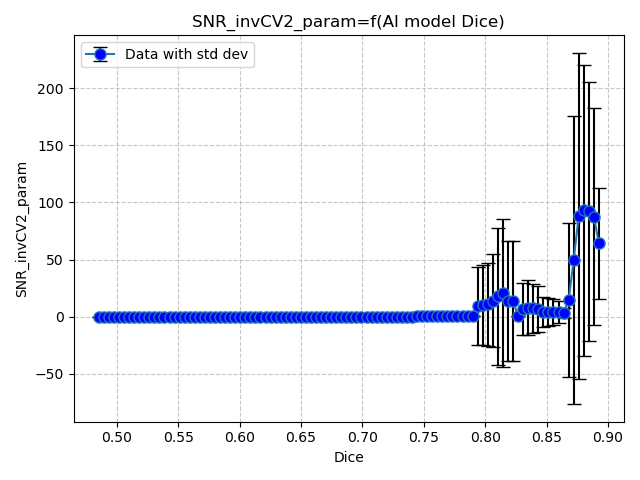 SNR_invCV2_param=f(AI model Dice)
Data with std dev
SNR_invCV2_param
200
150
100
50
0
−50
0.50 0.55 0.60 0.65 0.70 0.75 0.80 0.85 0.90
Dice